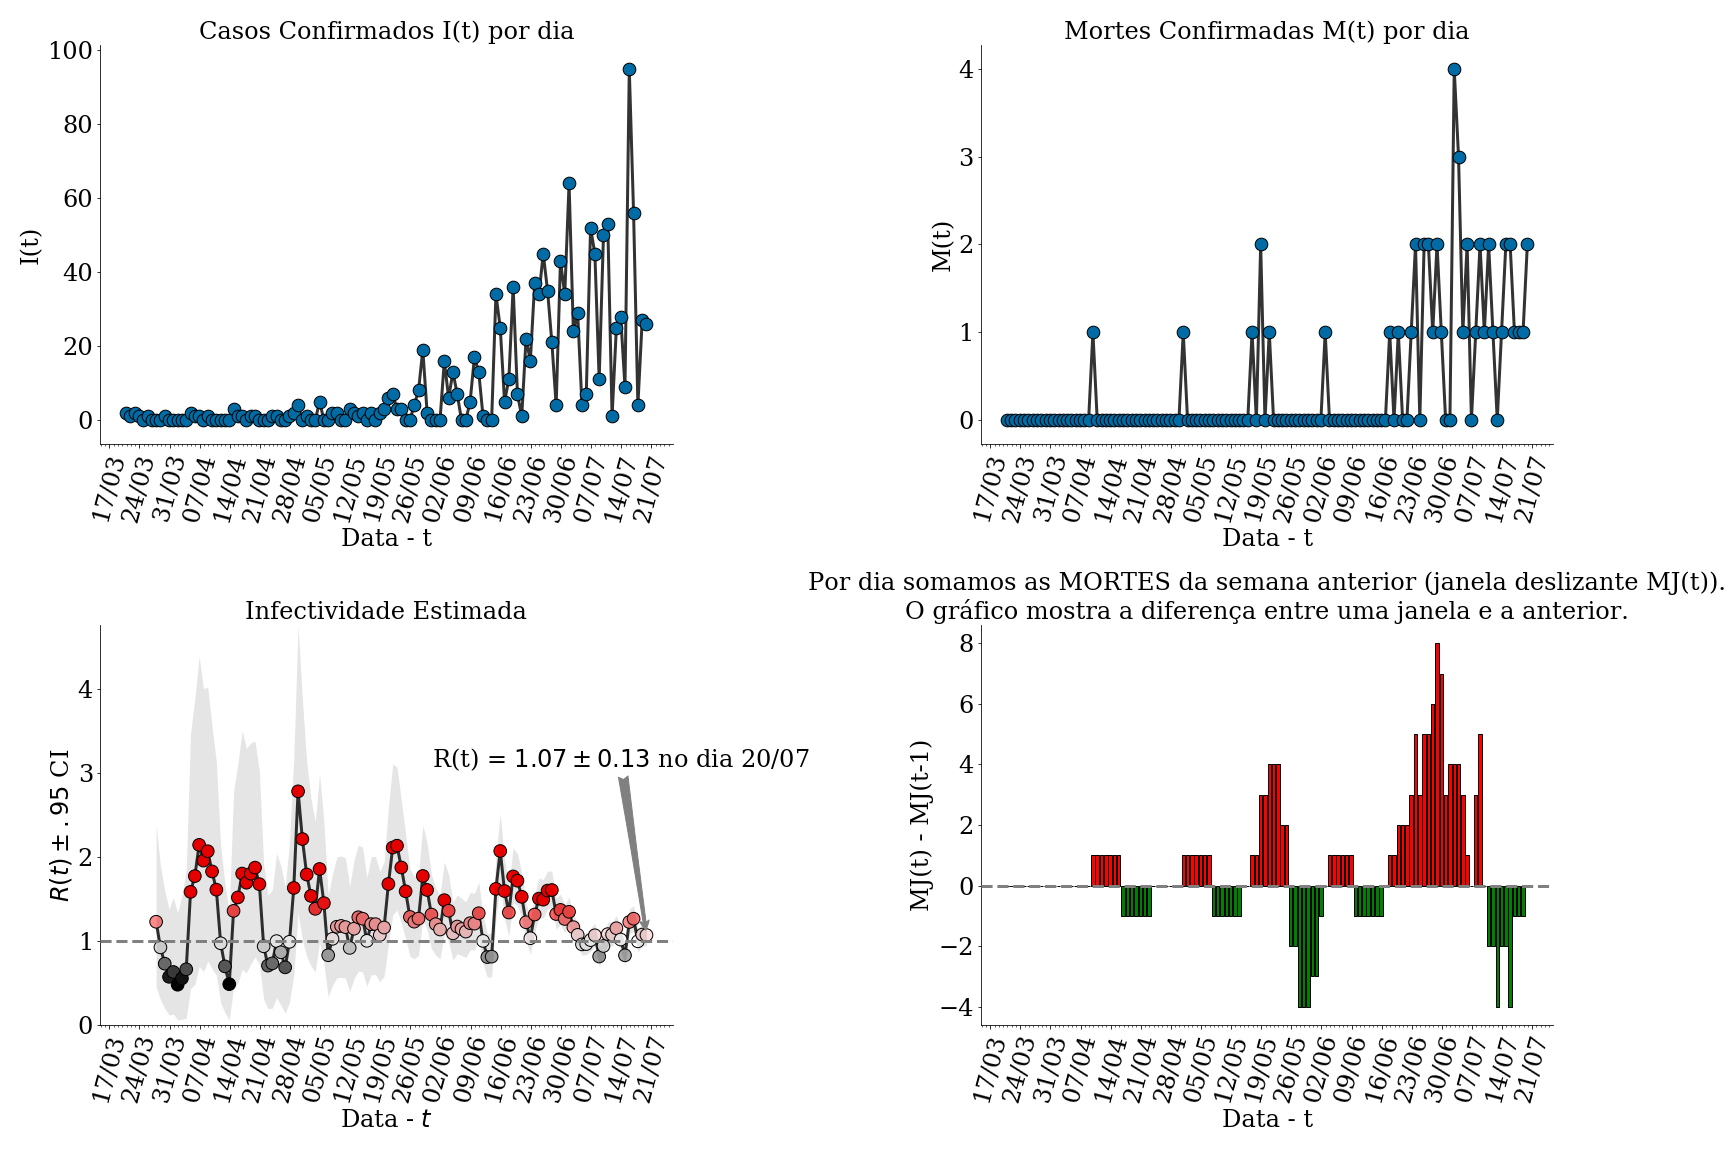 Casos Confirmados I(t) por dia
100
80
60
40
20
0
I(t)
17/03 24/03 31/03 07/04 14/04 21/04 28/04 05/05 12/05 19/05 26/05 02/06 09/06 16/06 23/06 30/06 07/07 14/07 21/07
Data - t
Mortes Confirmadas M(t) por dia
4
3
2
1
0
M(t)
17/03 24/03 31/03 07/04 14/04 21/04 28/04 05/05 12/05 19/05 26/05 02/06 09/06 16/06 23/06 30/06 07/07 14/07 21/07
Data - t
Infectividade Estimada
4
3
2
1
0
R(t) ± .95 CI
R(t) = 1.07 ± 0.13 no dia 20/07
17/03 24/03 31/03 07/04 14/04 21/04 28/04 05/05 12/05 19/05 26/05 02/06 09/06 16/06 23/06 30/06 07/07 14/07 21/07
Data - t
Por dia somamos as MORTES da semana anterior (janela deslizante MJ(t)).
O gráfico mostra a diferença entre uma janela e a anterior.
8
6
4
2
0
−2
−4
MJ(t) - MJ(t-1)
17/03 24/03 31/03 07/04 14/04 21/04 28/04 05/05 12/05 19/05 26/05 02/06 09/06 16/06 23/06 30/06 07/07 14/07 21/07
Data - t